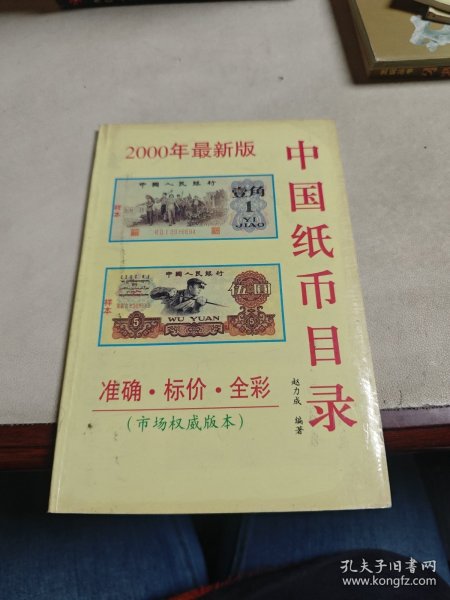 2000年最新版
中国纸币目录
中国人民银行
壹角
1
YI
JIAO
样本
中国人民银行
伍圆
5
5
WU YUAN
样本
准确·标价·全彩
(市场权威版本)
赵力成 编著
孔夫子旧书网
www.kongfz.com